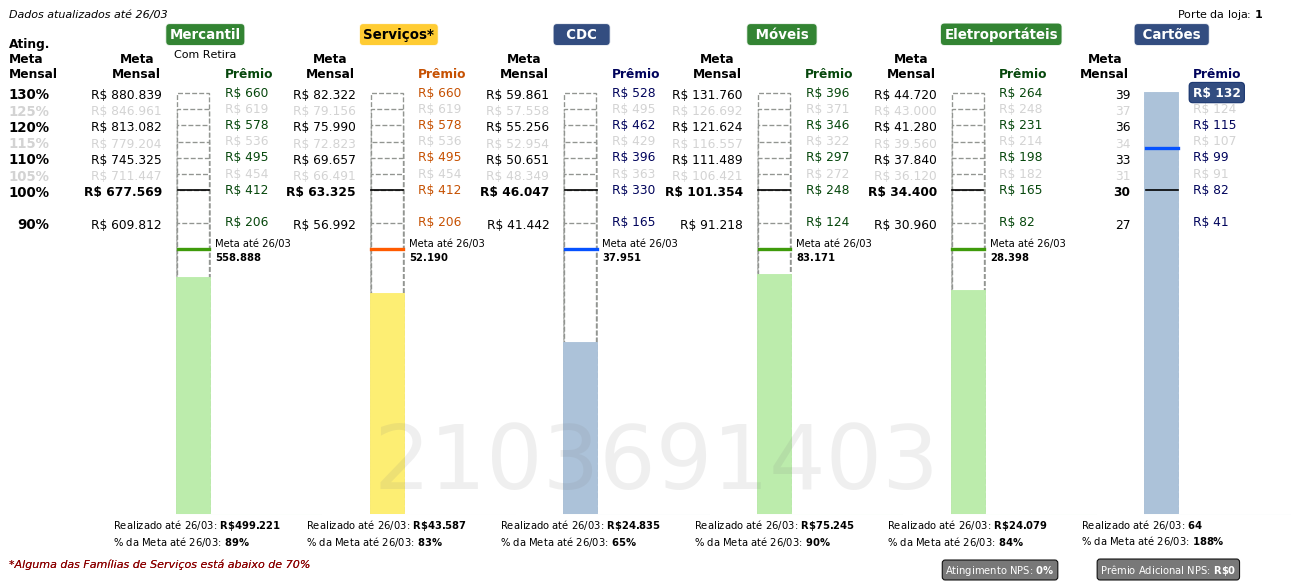 Dados atualizados até 26/03
Porte da loja: 1
Mercantil Serviços* CDC Móveis Eletroportáteis Cartões
Com Retira
Ating. Meta Mensal
Meta Mensal Prêmio Meta Mensal Prêmio Meta Mensal Prêmio Meta Mensal Prêmio Meta Mensal Prêmio Meta Mensal Prêmio
130% R$ 880.839 R$ 660 R$ 82.322 R$ 660 R$ 59.861 R$ 528 R$ 131.760 R$ 396 R$ 44.720 R$ 264 39 R$ 132
125% R$ 846.961 R$ 619 R$ 79.156 R$ 619 R$ 57.558 R$ 495 R$ 126.692 R$ 371 R$ 43.000 R$ 248 37 R$ 124
120% R$ 813.082 R$ 578 R$ 75.990 R$ 578 R$ 55.256 R$ 462 R$ 121.624 R$ 346 R$ 41.280 R$ 231 36 R$ 115
115% R$ 779.204 R$ 536 R$ 72.823 R$ 536 R$ 52.954 R$ 429 R$ 116.557 R$ 322 R$ 39.560 R$ 214 34 R$ 107
110% R$ 745.325 R$ 495 R$ 69.657 R$ 495 R$ 50.651 R$ 396 R$ 111.489 R$ 297 R$ 37.840 R$ 198 33 R$ 99
105% R$ 711.447 R$ 454 R$ 66.491 R$ 454 R$ 48.349 R$ 363 R$ 106.421 R$ 272 R$ 36.120 R$ 182 31 R$ 91
100% R$ 677.569 R$ 412 R$ 63.325 R$ 412 R$ 46.047 R$ 330 R$ 101.354 R$ 248 R$ 34.400 R$ 165 30 R$ 82
90% R$ 609.812 R$ 206 R$ 56.992 R$ 206 R$ 41.442 R$ 165 R$ 91.218 R$ 124 R$ 30.960 R$ 82 27 R$ 41
Meta até 26/03 Meta até 26/03 Meta até 26/03 Meta até 26/03 Meta até 26/03
558.888 52.190 37.951 83.171 28.398
2103691403
Realizado até 26/03: R$499.221 Realizado até 26/03: R$43.587 Realizado até 26/03: R$24.835 Realizado até 26/03: R$75.245 Realizado até 26/03: R$24.079 Realizado até 26/03: 64
% da Meta até 26/03: 89% % da Meta até 26/03: 83% % da Meta até 26/03: 65% % da Meta até 26/03: 90% % da Meta até 26/03: 84% % da Meta até 26/03: 188%
*Alguma das Famílias de Serviços está abaixo de 70%
Atingimento NPS: 0% Prêmio Adicional NPS: R$0